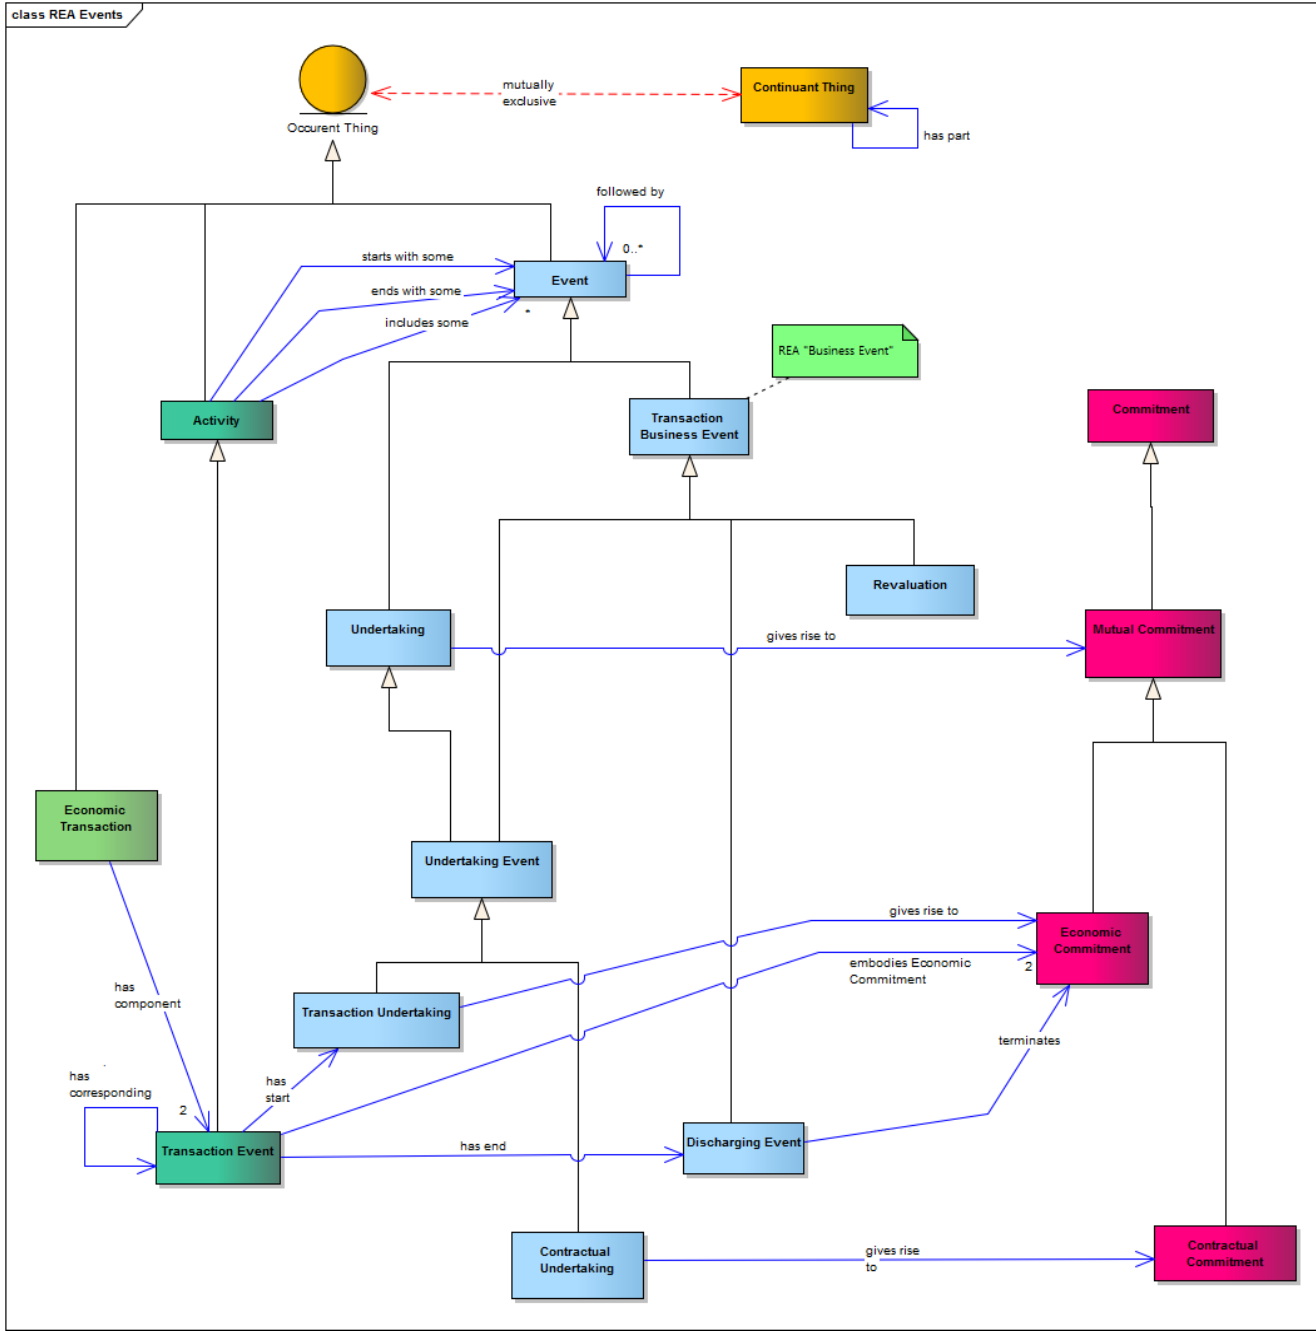 class REA Events
mutually
exclusive
Continuant Thing
Occurent Thing
has part
followed by
0..*
starts with some
Event
ends with some
*
includes some
REA "Business Event"
Activity
Transaction
Business Event
Commitment
Revaluation
Undertaking
gives rise to
Mutual Commitment
Economic
Transaction
Undertaking Event
gives rise to
Economic
Commitment
embodies Economic
Commitment
2
has
component
Transaction Undertaking
terminates
has
corresponding
has
start
2
Transaction Event
has end
Discharging Event
Contractual
Undertaking
gives rise
to
Contractual
Commitment